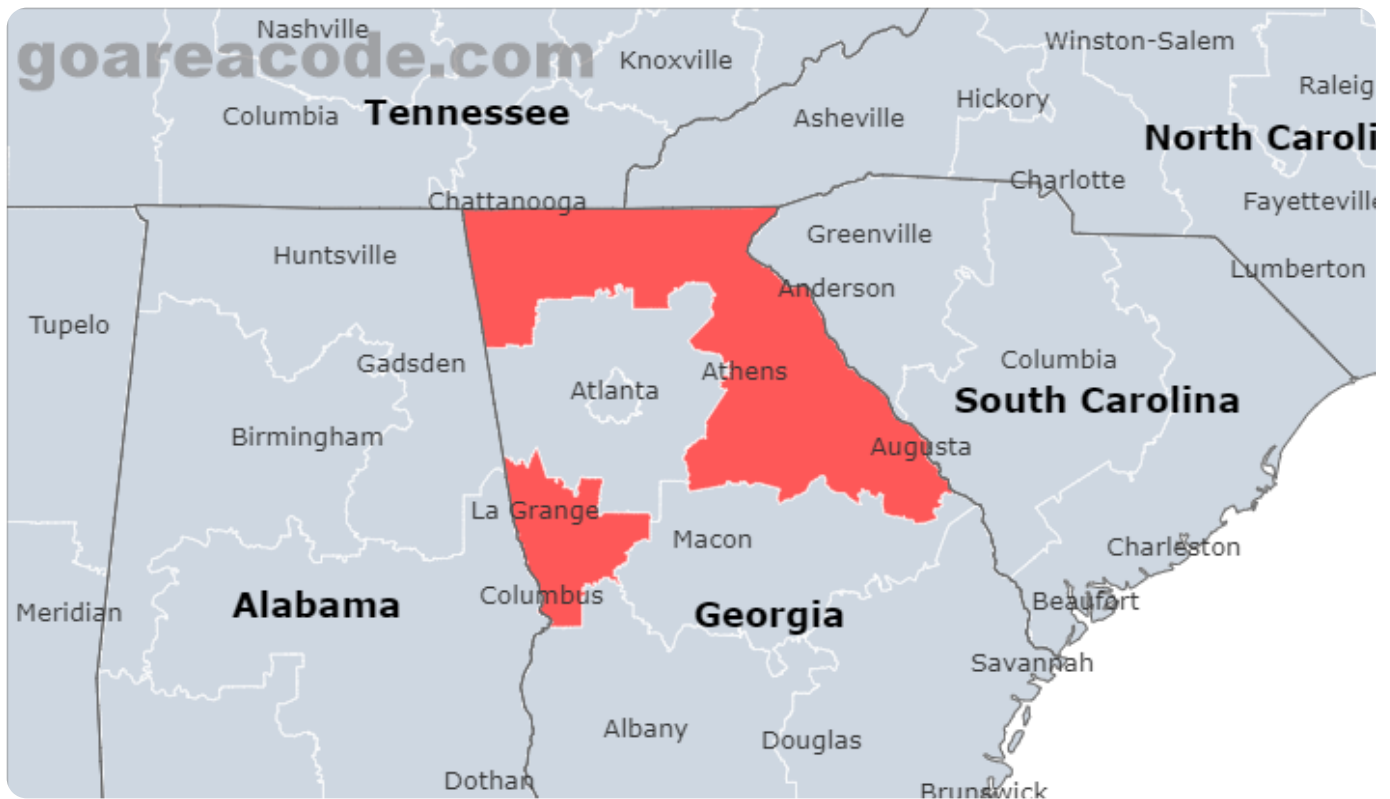 goareacode.com
Nashville
Knoxville
Winston-Salem
Raleig
Columbia
Tennessee
Asheville
Hickory
North Caroli
Chattanooga
Charlotte
Fayetteville
Huntsville
Greenville
Lumberton
Anderson
Tupelo
Gadsden
Atlanta
Athens
Columbia
South Carolina
Birmingham
Augusta
La Grange
Macon
Charleston
Meridian
Alabama
Columbus
Georgia
Beaufort
Savannah
Albany
Douglas
Dothan
Brunswick